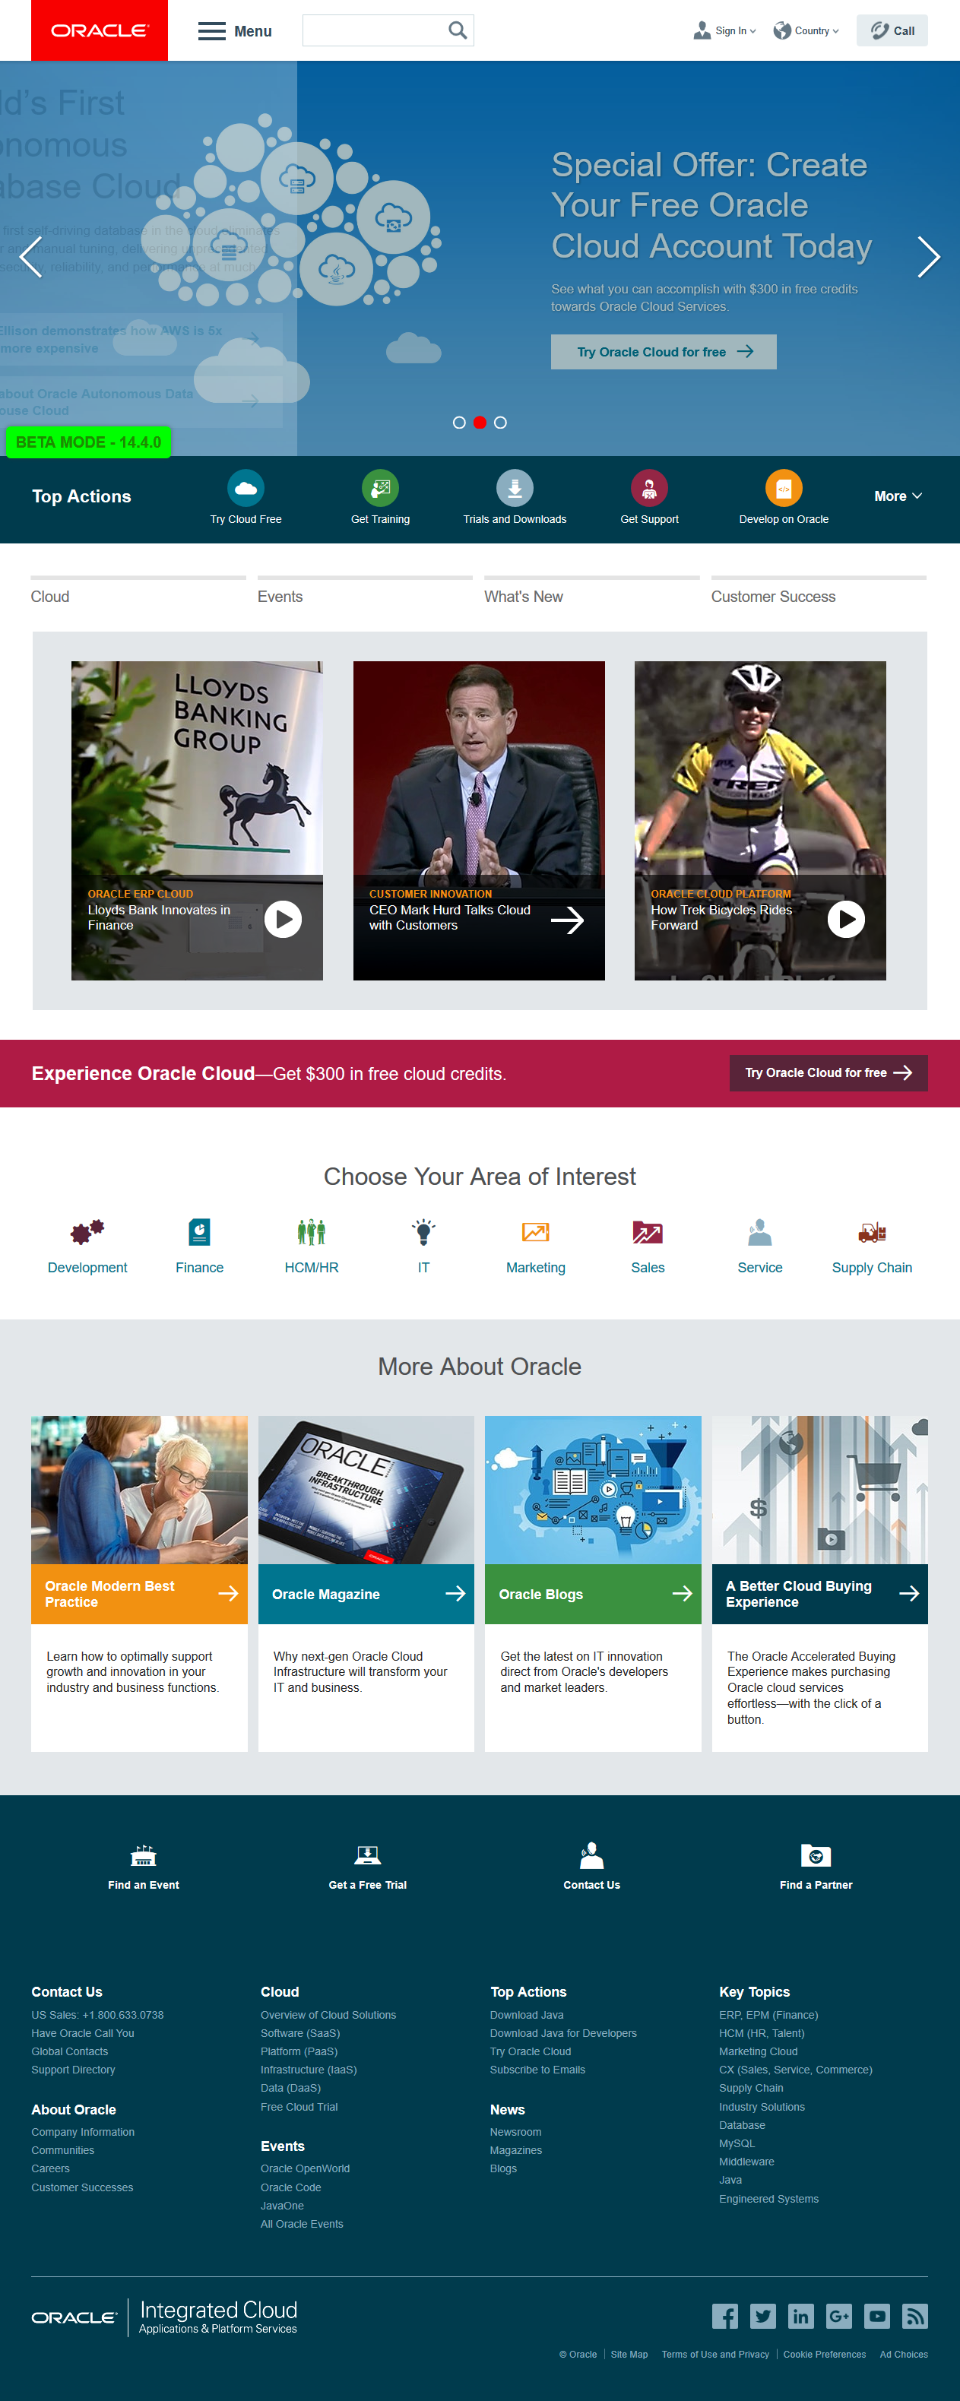 ORACLE
Menu
Sign In
Country
Call
ld's First
onomous
abase Cloud
first self-driving database in the cloud eliminates
manual tuning, delivering unprecedented
reliability, and performance at much
Ellison demonstrates how AWS is 5x
more expensive
about Oracle Autonomous Data
ouse Cloud
Special Offer: Create
Your Free Oracle
Cloud Account Today
See what you can accomplish with $300 in free credits
towards Oracle Cloud Services.
Try Oracle Cloud for free
BETA MODE - 14.4.0
Top Actions
Try Cloud Free
Get Training
Trials and Downloads
Get Support
Develop on Oracle
More
Cloud
Events
What's New
Customer Success
LLOYDS
BANKING
GROUP
ORACLE ERP CLOUD
Lloyds Bank Innovates in
Finance
CUSTOMER INNOVATION
CEO Mark Hurd Talks Cloud
with Customers
TREK
ORACLE CLOUD PLATFORM
How Trek Bicycles Rides
Forward
Experience Oracle Cloud—Get $300 in free cloud credits.
Try Oracle Cloud for free
Choose Your Area of Interest
Development
Finance
HCM/HR
IT
Marketing
Sales
Service
Supply Chain
More About Oracle
ORACLE
BREAKTHROUGH
INFRASTRUCTURE
$
Oracle Modern Best
Practice
Learn how to optimally support
growth and innovation in your
industry and business functions.
Oracle Magazine
Why next-gen Oracle Cloud
Infrastructure will transform your
IT and business.
Oracle Blogs
Get the latest on IT innovation
direct from Oracle's developers
and market leaders.
A Better Cloud Buying
Experience
The Oracle Accelerated Buying
Experience makes purchasing
Oracle cloud services
effortless—with the click of a
button.
Find an Event
Get a Free Trial
Contact Us
Find a Partner
Contact Us
US Sales: +1.800.633.0738
Have Oracle Call You
Global Contacts
Support Directory
About Oracle
Company Information
Communities
Careers
Customer Successes
Cloud
Overview of Cloud Solutions
Software (SaaS)
Platform (PaaS)
Infrastructure (IaaS)
Data (DaaS)
Free Cloud Trial
Events
Oracle OpenWorld
Oracle Code
JavaOne
All Oracle Events
Top Actions
Download Java
Download Java for Developers
Try Oracle Cloud
Subscribe to Emails
News
Newsroom
Magazines
Blogs
Key Topics
ERP, EPM (Finance)
HCM (HR, Talent)
Marketing Cloud
CX (Sales, Service, Commerce)
Supply Chain
Industry Solutions
Database
MySQL
Middleware
Java
Engineered Systems
ORACLE
Integrated Cloud
Applications & Platform Services
© Oracle
Site Map
Terms of Use and Privacy
Cookie Preferences
Ad Choices